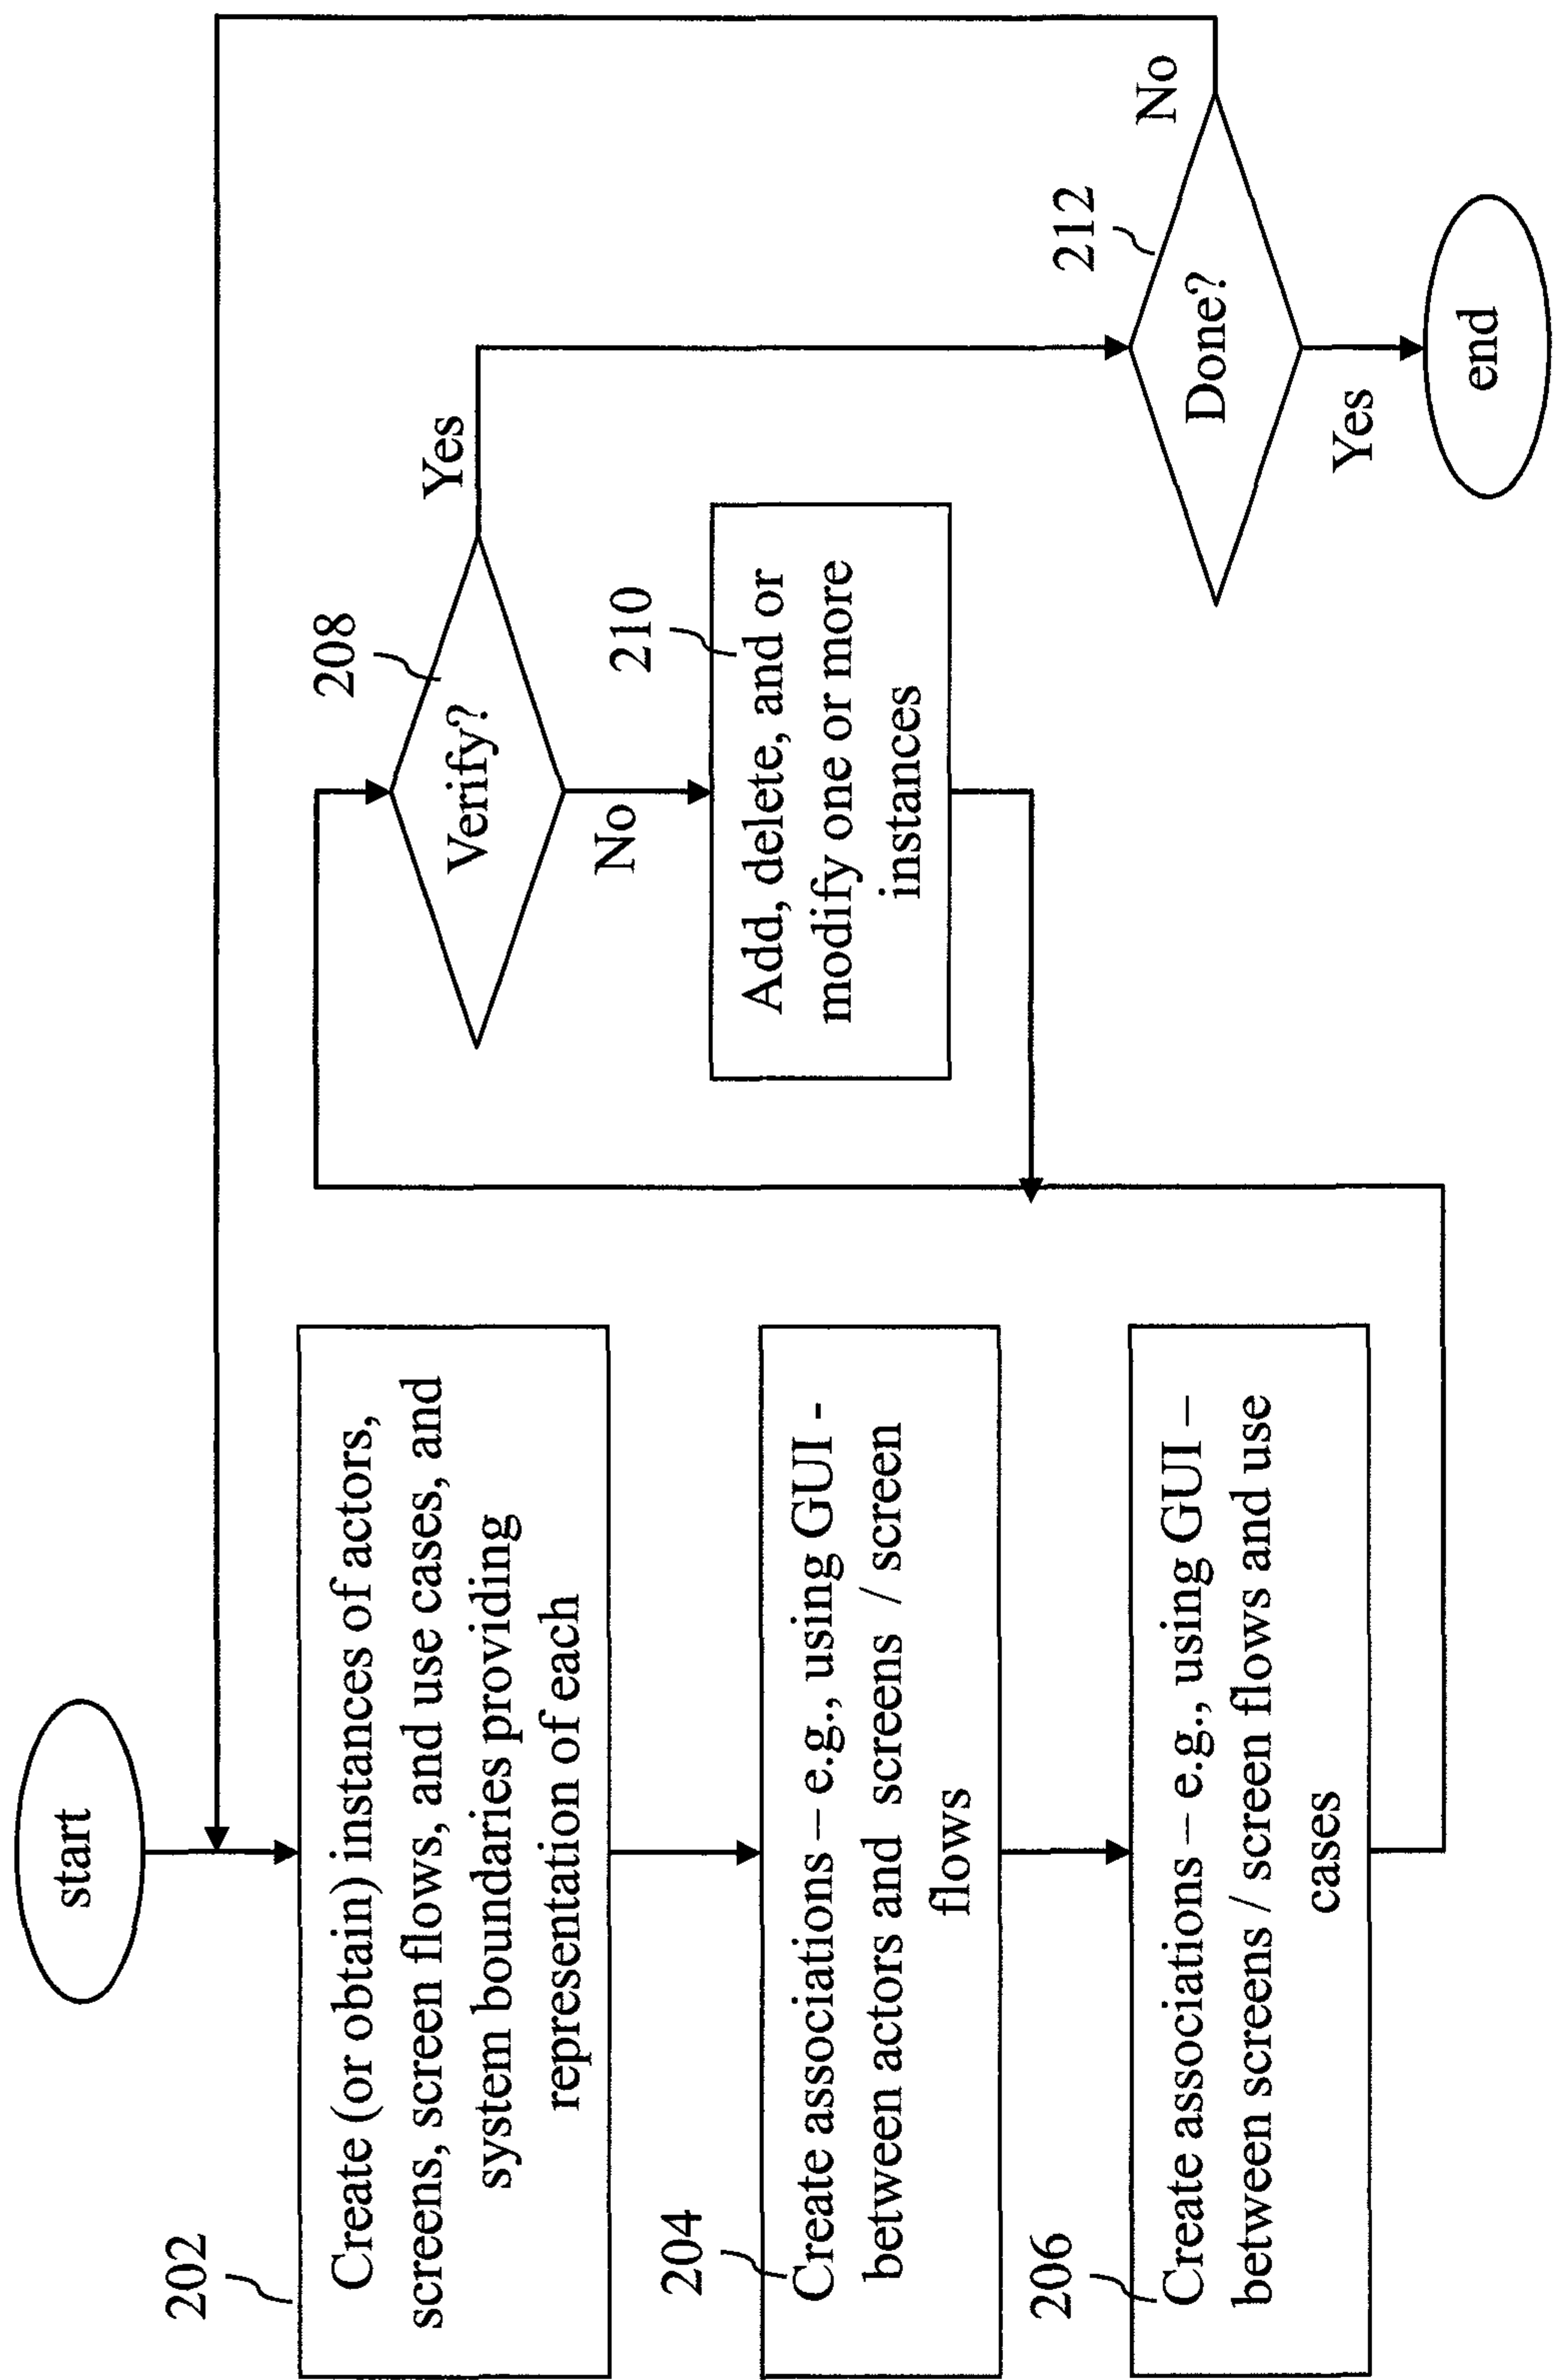 start
202
Create (or obtain) instances of actors,
screens, screen flows, and use cases, and
system boundaries providing
representation of each
204
Create associations – e.g., using GUI -
between actors and screens / screen
flows
206
Create associations – e.g., using GUI –
between screens / screen flows and use
cases
208
Verify?
Yes
No
210
Add, delete, and or
modify one or more
instances
212
Done?
No
Yes
end